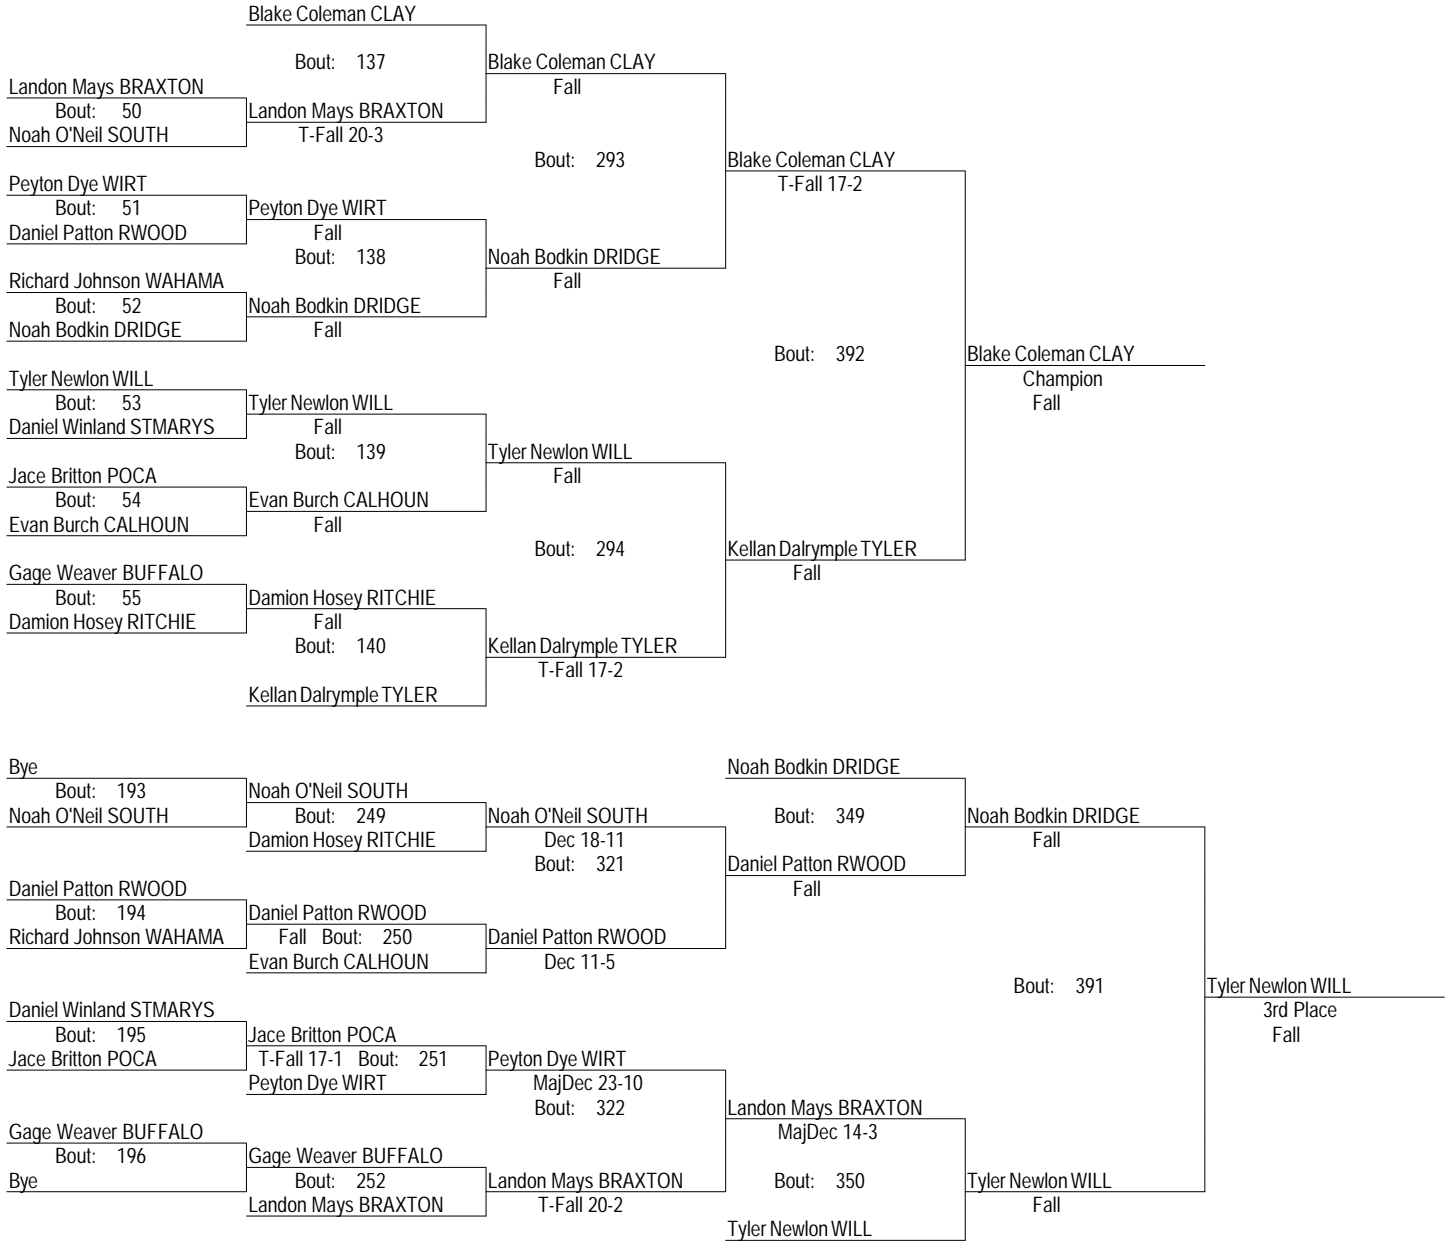 Blake Coleman CLAY
Bout: 137 Blake Coleman CLAY
Landon Mays BRAXTON Fall
Bout: 50 Landon Mays BRAXTON
Noah O'Neil SOUTH T-Fall 20-3
Bout: 293 Blake Coleman CLAY
Peyton Dye WIRT T-Fall 17-2
Bout: 51 Peyton Dye WIRT
Daniel Patton RWOOD Fall
Bout: 138 Noah Bodkin DRIDGE
Richard Johnson WAHAMA Fall
Bout: 52 Noah Bodkin DRIDGE
Noah Bodkin DRIDGE Fall
Bout: 392 Blake Coleman CLAY
Tyler Newlon WILL Champion
Bout: 53 Tyler Newlon WILL Fall
Daniel Winland STMARYS Fall
Bout: 139 Tyler Newlon WILL
Jace Britton POCA Fall
Bout: 54 Evan Burch CALHOUN
Evan Burch CALHOUN Fall
Bout: 294 Kellan Dalrymple TYLER
Gage Weaver BUFFALO Fall
Bout: 55 Damion Hosey RITCHIE
Damion Hosey RITCHIE Fall
Bout: 140 Kellan Dalrymple TYLER
T-Fall 17-2
Kellan Dalrymple TYLER
Bye Noah Bodkin DRIDGE
Bout: 193 Noah O'Neil SOUTH
Noah O'Neil SOUTH Bout: 249 Noah O'Neil SOUTH Bout: 349 Noah Bodkin DRIDGE
Damion Hosey RITCHIE Dec 18-11 Fall
Bout: 321 Daniel Patton RWOOD
Daniel Patton RWOOD Fall
Bout: 194 Daniel Patton RWOOD
Richard Johnson WAHAMA Fall Bout: 250 Daniel Patton RWOOD
Evan Burch CALHOUN Dec 11-5
Bout: 391 Tyler Newlon WILL
Daniel Winland STMARYS 3rd Place
Bout: 195 Jace Britton POCA Fall
Jace Britton POCA T-Fall 17-1 Bout: 251 Peyton Dye WIRT
Peyton Dye WIRT MajDec 23-10
Bout: 322 Landon Mays BRAXTON
Gage Weaver BUFFALO MajDec 14-3
Bout: 196 Gage Weaver BUFFALO
Bye Bout: 252 Landon Mays BRAXTON Bout: 350 Tyler Newlon WILL
Landon Mays BRAXTON T-Fall 20-2 Fall
Tyler Newlon WILL